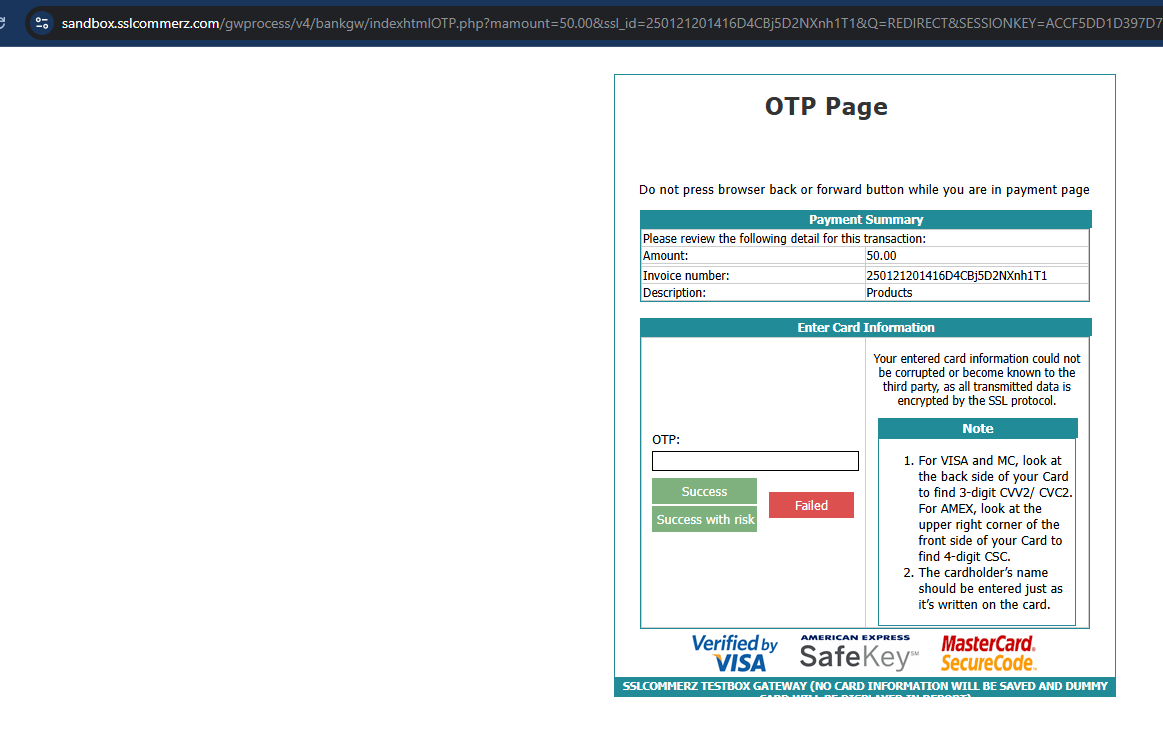 sandbox.sslcommerz.com/gwprocess/v4/bankgw/indexhtmlOTP.php?mamount=50.00&ssl_id=250121201416D4CBj5D2NXnh1T1&Q=REDIRECT&SESSIONKEY=ACCF5DD1D397D7
OTP Page
Do not press browser back or forward button while you are in payment page
Payment Summary
Please review the following detail for this transaction:
Amount: 50.00
Invoice number: 250121201416D4CBj5D2NXnh1T1
Description: Products
Enter Card Information
OTP:
Success
Success with risk
Failed
Your entered card information could not
be corrupted or become known to the
third party, as all transmitted data is
encrypted by the SSL protocol.
Note
1. For VISA and MC, look at
the back side of your Card
to find 3-digit CVV2/ CVC2.
For AMEX, look at the
upper right corner of the
front side of your Card to
find 4-digit CSC.
2. The cardholder's name
should be entered just as
it's written on the card.
Verified by
VISA
AMERICAN EXPRESS
SafeKey℠
MasterCard.
SecureCode.
SSLCOMMERZ TESTBOX GATEWAY (NO CARD INFORMATION WILL BE SAVED AND DUMMY
CARD WILL BE DISPLAYED IN REPORT)